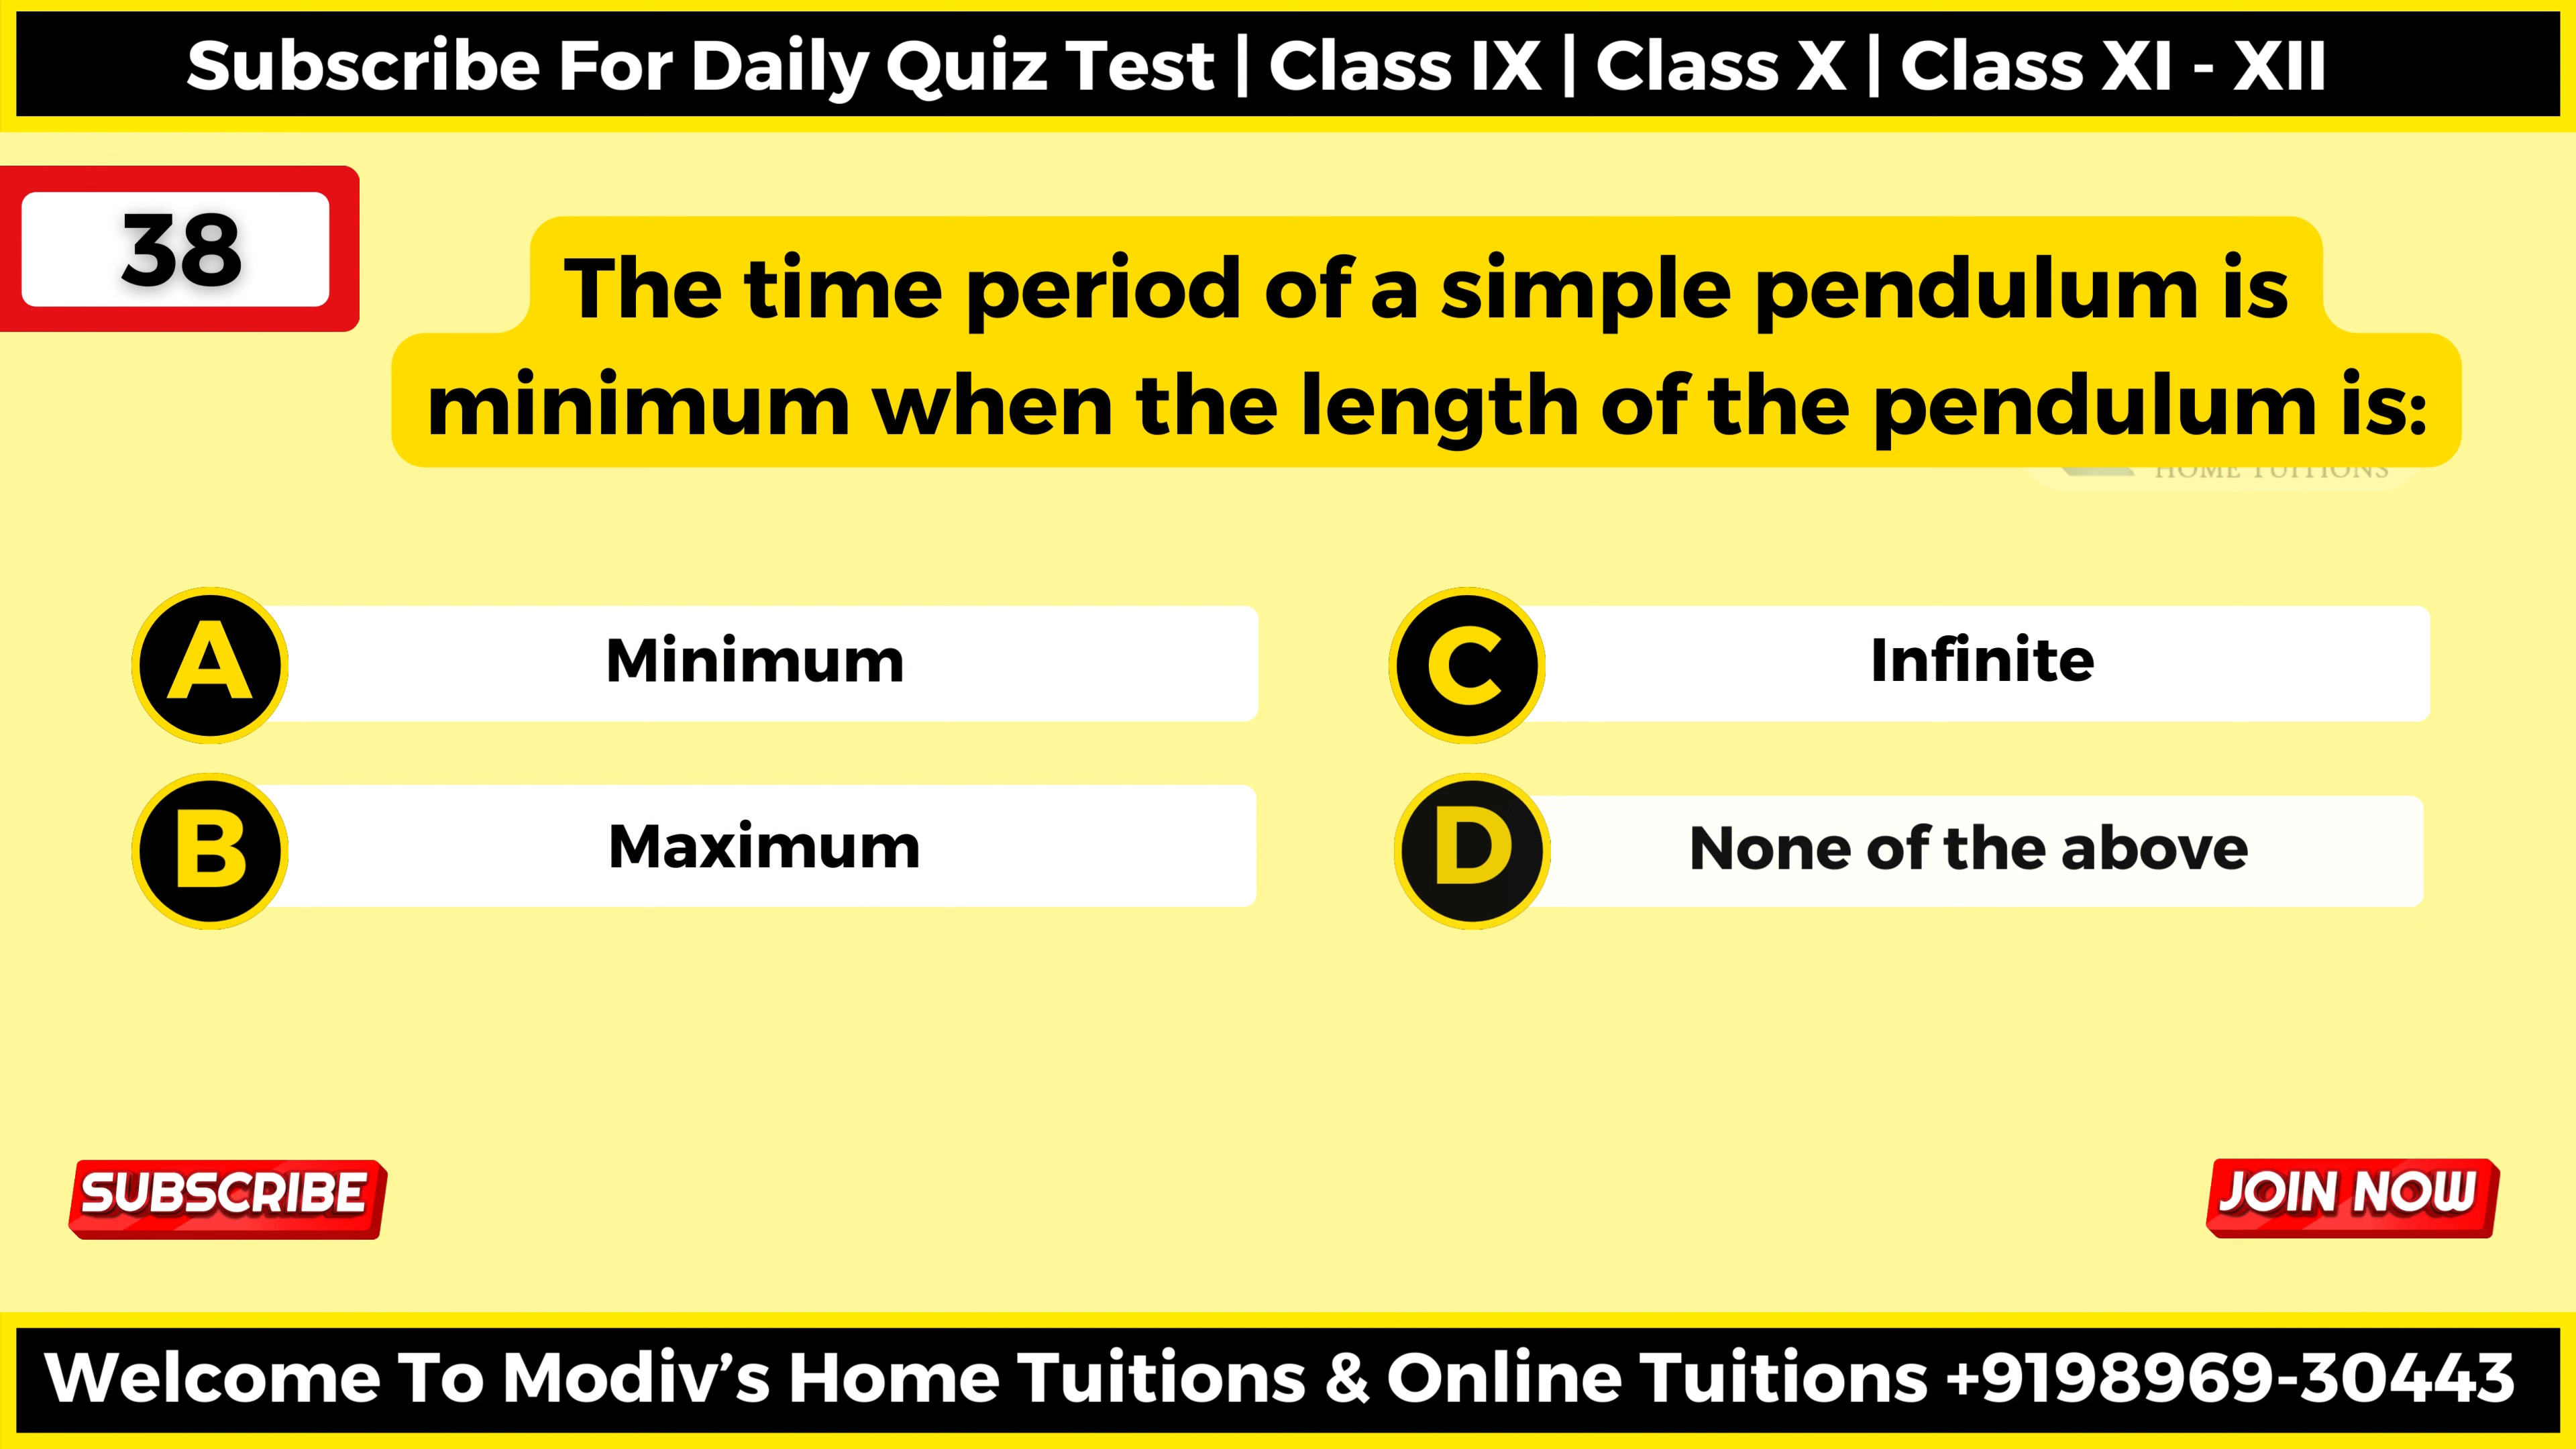 Subscribe For Daily Quiz Test | Class IX | Class X | Class XI - XII
38
The time period of a simple pendulum is
minimum when the length of the pendulum is:
HOME TUITIONS
A Minimum
C Infinite
B Maximum
D None of the above
SUBSCRIBE
JOIN NOW
Welcome To Modiv’s Home Tuitions & Online Tuitions +9198969-30443